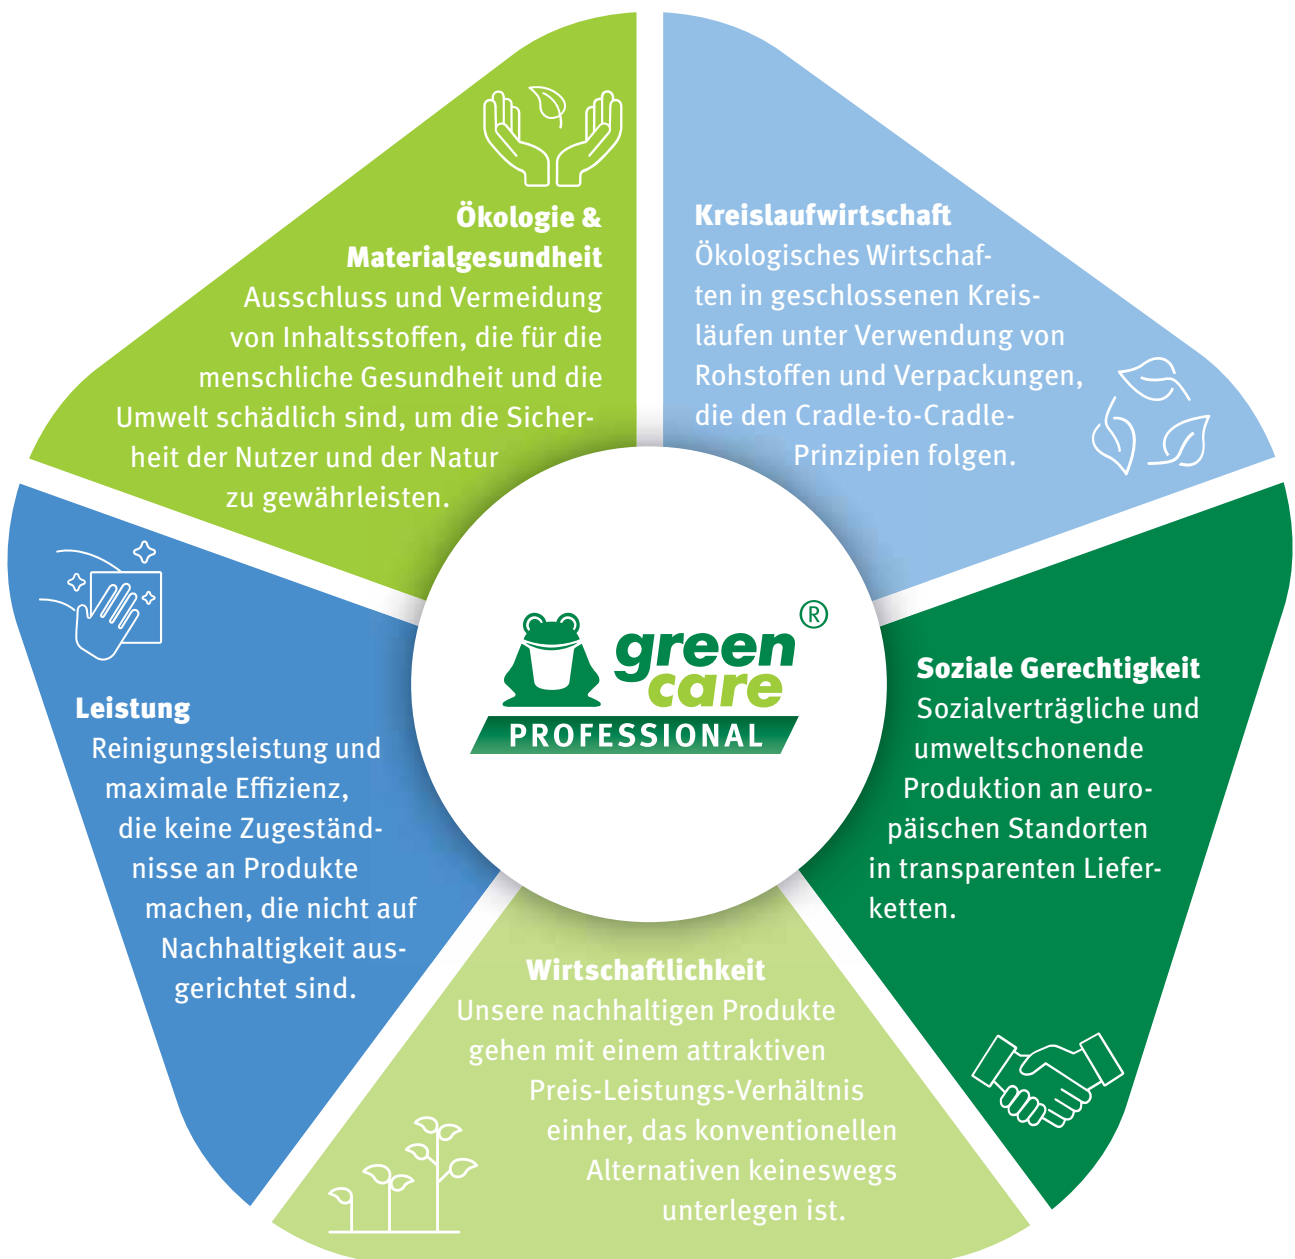 Ökologie &
Materialgesundheit
Ausschluss und Vermeidung
von Inhaltsstoffen, die für die
menschliche Gesundheit und die
Umwelt schädlich sind, um die Sicher-
heit der Nutzer und der Natur
zu gewährleisten.
Kreislaufwirtschaft
Ökologisches Wirtschaf-
ten in geschlossenen Kreis-
läufen unter Verwendung von
Rohstoffen und Verpackungen,
die den Cradle-to-Cradle-
Prinzipien folgen.
Leistung
Reinigungsleistung und
maximale Effizienz,
die keine Zugeständ-
nisse an Produkte
machen, die nicht auf
Nachhaltigkeit aus-
gerichtet sind.
green ®
care
PROFESSIONAL
Soziale Gerechtigkeit
Sozialverträgliche und
umweltschonende
Produktion an euro-
päischen Standorten
in transparenten Liefer-
ketten.
Wirtschaftlichkeit
Unsere nachhaltigen Produkte
gehen mit einem attraktiven
Preis-Leistungs-Verhältnis
einher, das konventionellen
Alternativen keineswegs
unterlegen ist.